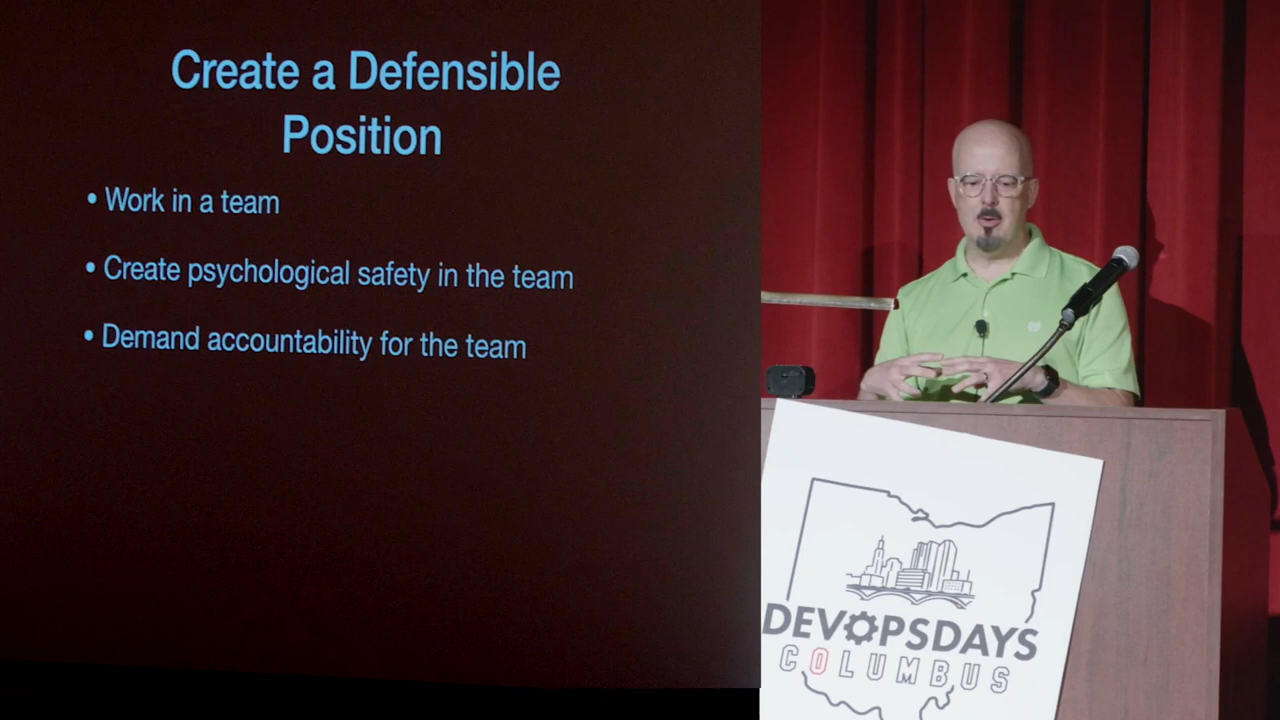 Create a Defensible
Position
• Work in a team
• Create psychological safety in the team
• Demand accountability for the team
DEVOPSDAYS
COLUMBUS